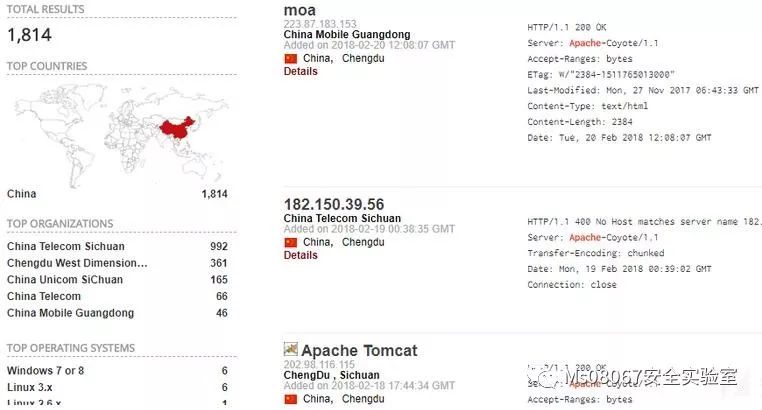 TOTAL RESULTS
1,814
TOP COUNTRIES
China 1,814
TOP ORGANIZATIONS
China Telecom Sichuan 992
Chengdu West Dimension... 361
China Unicom SiChuan 165
China Telecom 66
China Mobile Guangdong 46
TOP OPERATING SYSTEMS
Windows 7 or 8 6
Linux 3.x 6
Linux 2.6.x 1
moa
223.87.183.153
China Mobile Guangdong
Added on 2018-02-20 12:08:07 GMT
China, Chengdu
Details
HTTP/1.1 200 OK
Server: Apache-Coyote/1.1
Accept-Ranges: bytes
ETag: W/"2384-1511765013000"
Last-Modified: Mon, 27 Nov 2017 06:43:33 GMT
Content-Type: text/html
Content-Length: 2384
Date: Tue, 20 Feb 2018 12:08:07 GMT
182.150.39.56
China Telecom Sichuan
Added on 2018-02-19 00:38:35 GMT
China, Chengdu
Details
HTTP/1.1 400 No Host matches server name 182.
Server: Apache-Coyote/1.1
Transfer-Encoding: chunked
Date: Mon, 19 Feb 2018 00:39:02 GMT
Connection: close
Apache Tomcat
202.98.116.115
ChengDu , Sichuan
Added on 2018-02-18 17:44:34 GMT
China, Chengdu
HTTP/1.1 200 OK
Server: Apache-Coyote/1.1
Accept-Ranges: bytes
Ms08067安全实验室